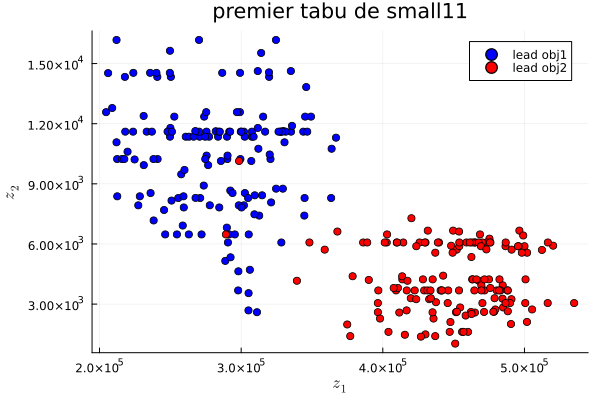 premier tabu de small11
lead obj1
lead obj2
z₂
1.50×10⁴
1.20×10⁴
9.00×10³
6.00×10³
3.00×10³
2.0×10⁵ 3.0×10⁵ 4.0×10⁵ 5.0×10⁵
z₁